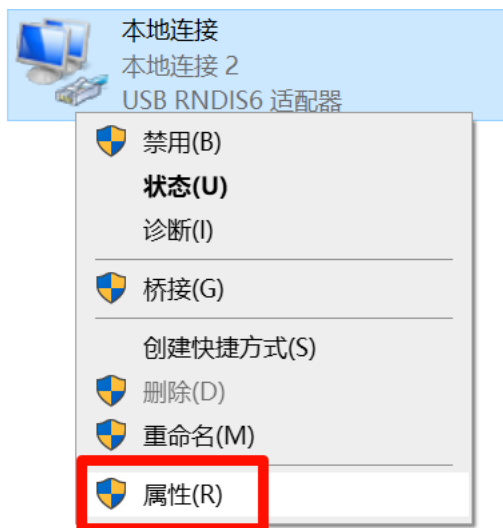 本地连接
本地连接 2
USB RNDIS6 适配器
禁用(B)
状态(U)
诊断(I)
桥接(G)
创建快捷方式(S)
删除(D)
重命名(M)
属性(R)